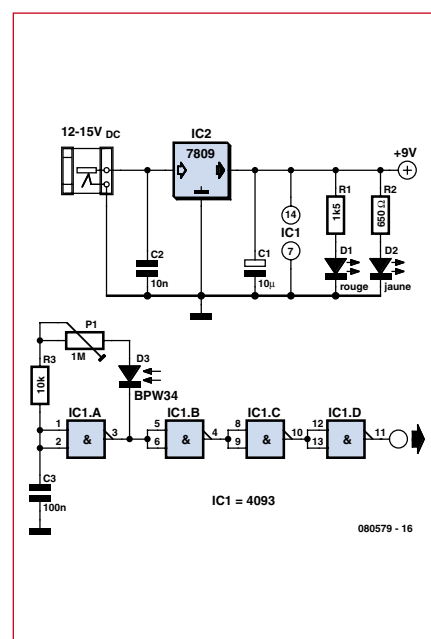 12-15V DC
IC2
7809
+9V
R1
1k5
R2
650 Ω
14
IC1
7
C2
10n
C1
10µ
D1
rouge
D2
jaune
P1
1M
R3
10k
D3
BPW34
IC1.A
IC1.B
IC1.C
IC1.D
1
2
&
3
5
6
&
4
8
9
&
10
12
13
&
11
C3
100n
IC1 = 4093
080579 - 16